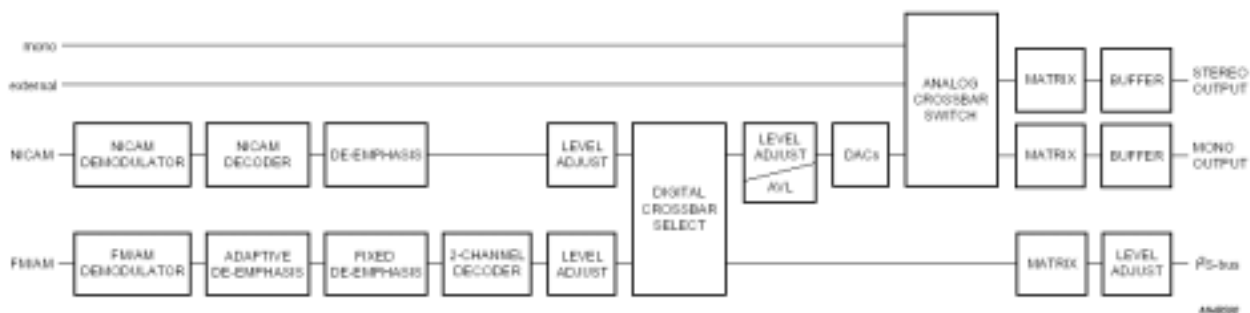 mono
external
ANALOG
CROSSBAR
SWITCH
MATRIX
BUFFER
STEREO
OUTPUT
NICAM
NICAM
DEMODULATOR
NICAM
DECODER
DE-EMPHASIS
LEVEL
ADJUST
DIGITAL
CROSSBAR
SELECT
LEVEL
ADJUST
AVL
DACs
MATRIX
BUFFER
MONO
OUTPUT
FM/AM
FM/AM
DEMODULATOR
ADAPTIVE
DE-EMPHASIS
FIXED
DE-EMPHASIS
2-CHANNEL
DECODER
LEVEL
ADJUST
MATRIX
LEVEL
ADJUST
I²S-bus